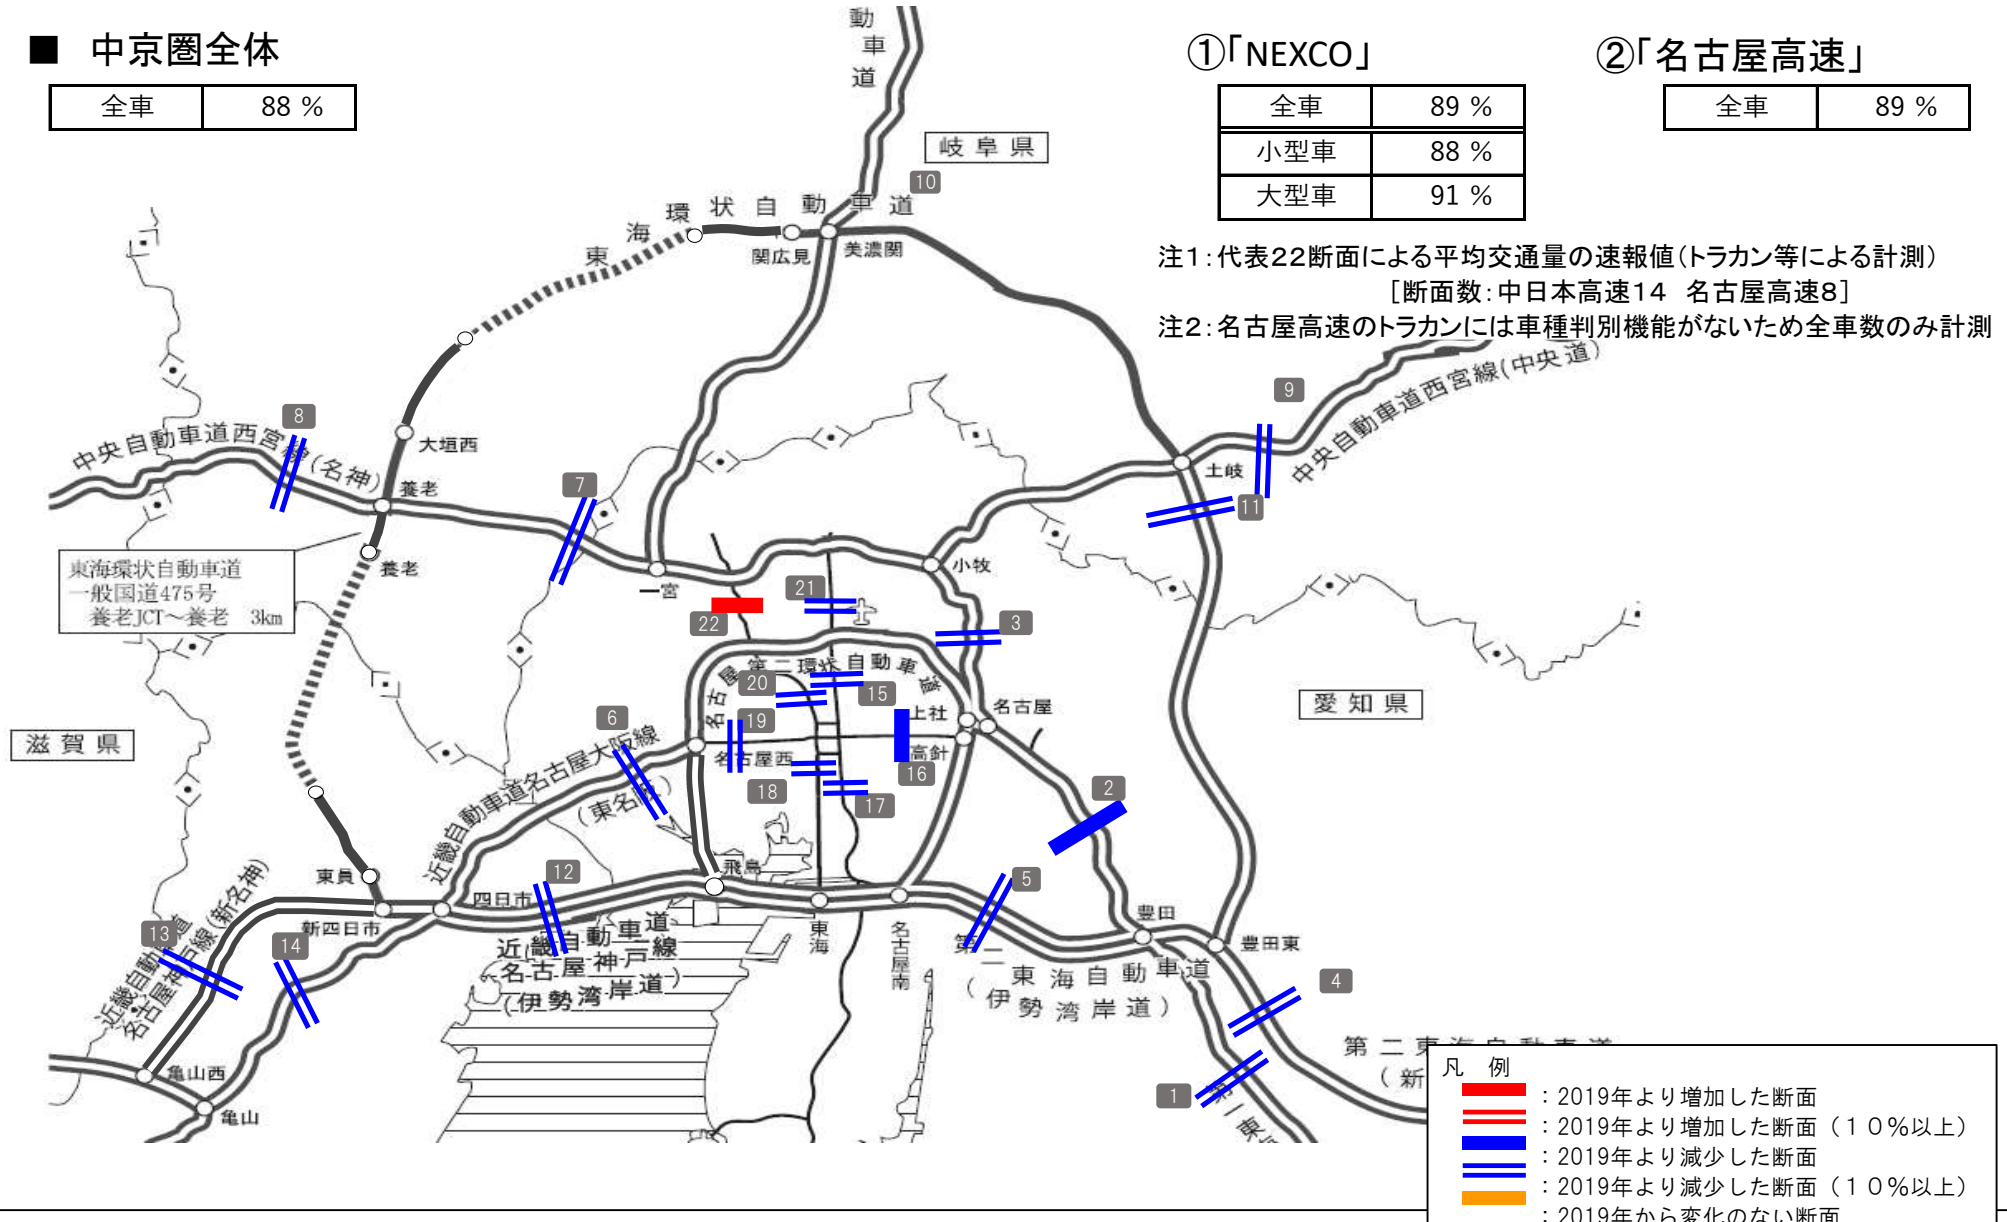 ■ 中京圏全体
全車 88 %
①「NEXCO」
全車 89 %
小型車 88 %
大型車 91 %
②「名古屋高速」
全車 89 %
注1：代表22断面による平均交通量の速報値（トラカン等による計測）
［断面数：中日本高速14 名古屋高速8］
注2：名古屋高速のトラカンには車種判別機能がないため全車数のみ計測
動車道
岐阜県
10
東海環状自動車道
関広見
美濃関
9
中央自動車道西宮線(中央道)
8
中央自動車道西宮線(名神)
大垣西
養老
7
土岐
11
養老
東海環状自動車道
一般国道475号
養老JCT～養老 3km
一宮
小牧
21
22
3
名古屋第二環状自動車道
20
15
上社
名古屋
愛知県
滋賀県
6
19
名古屋西
高針
16
18
17
2
近畿自動車道名古屋大阪線
(東名阪)
飛島
東員
12
四日市
5
新四日市
13
14
近畿自動車道
名古屋神戸線(新名神)
近畿自動車道
名古屋神戸線
(伊勢湾岸道)
東海
名古屋南
豊田
豊田東
第二東海自動車道
(伊勢湾岸道)
4
亀山西
亀山
1
第一東
第二東海自動車道
(新
凡 例
：2019年より増加した断面
：2019年より増加した断面（１０％以上）
：2019年より減少した断面
：2019年より減少した断面（１０％以上）
：2019年から変化のない断面